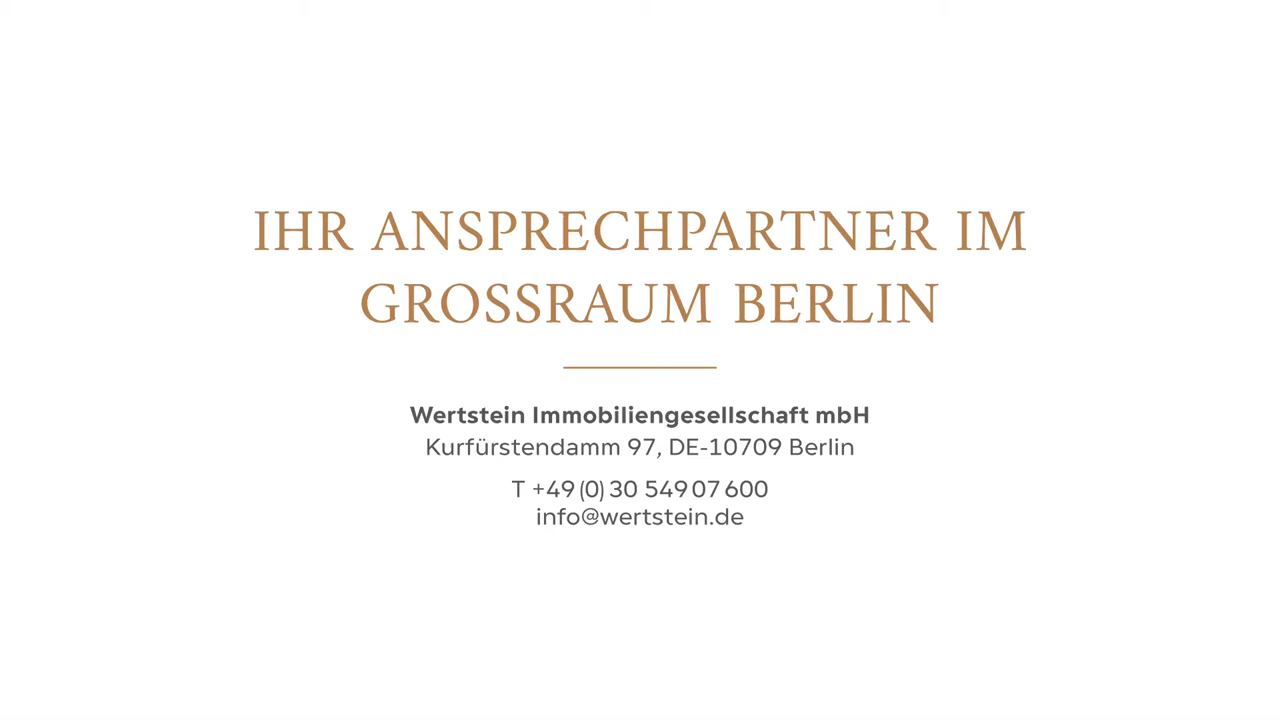 IHR ANSPRECHPARTNER IM
GROSSRAUM BERLIN
Wertstein Immobiliengesellschaft mbH
Kurfürstendamm 97, DE-10709 Berlin
T +49 (0) 30 549 07 600
info@wertstein.de